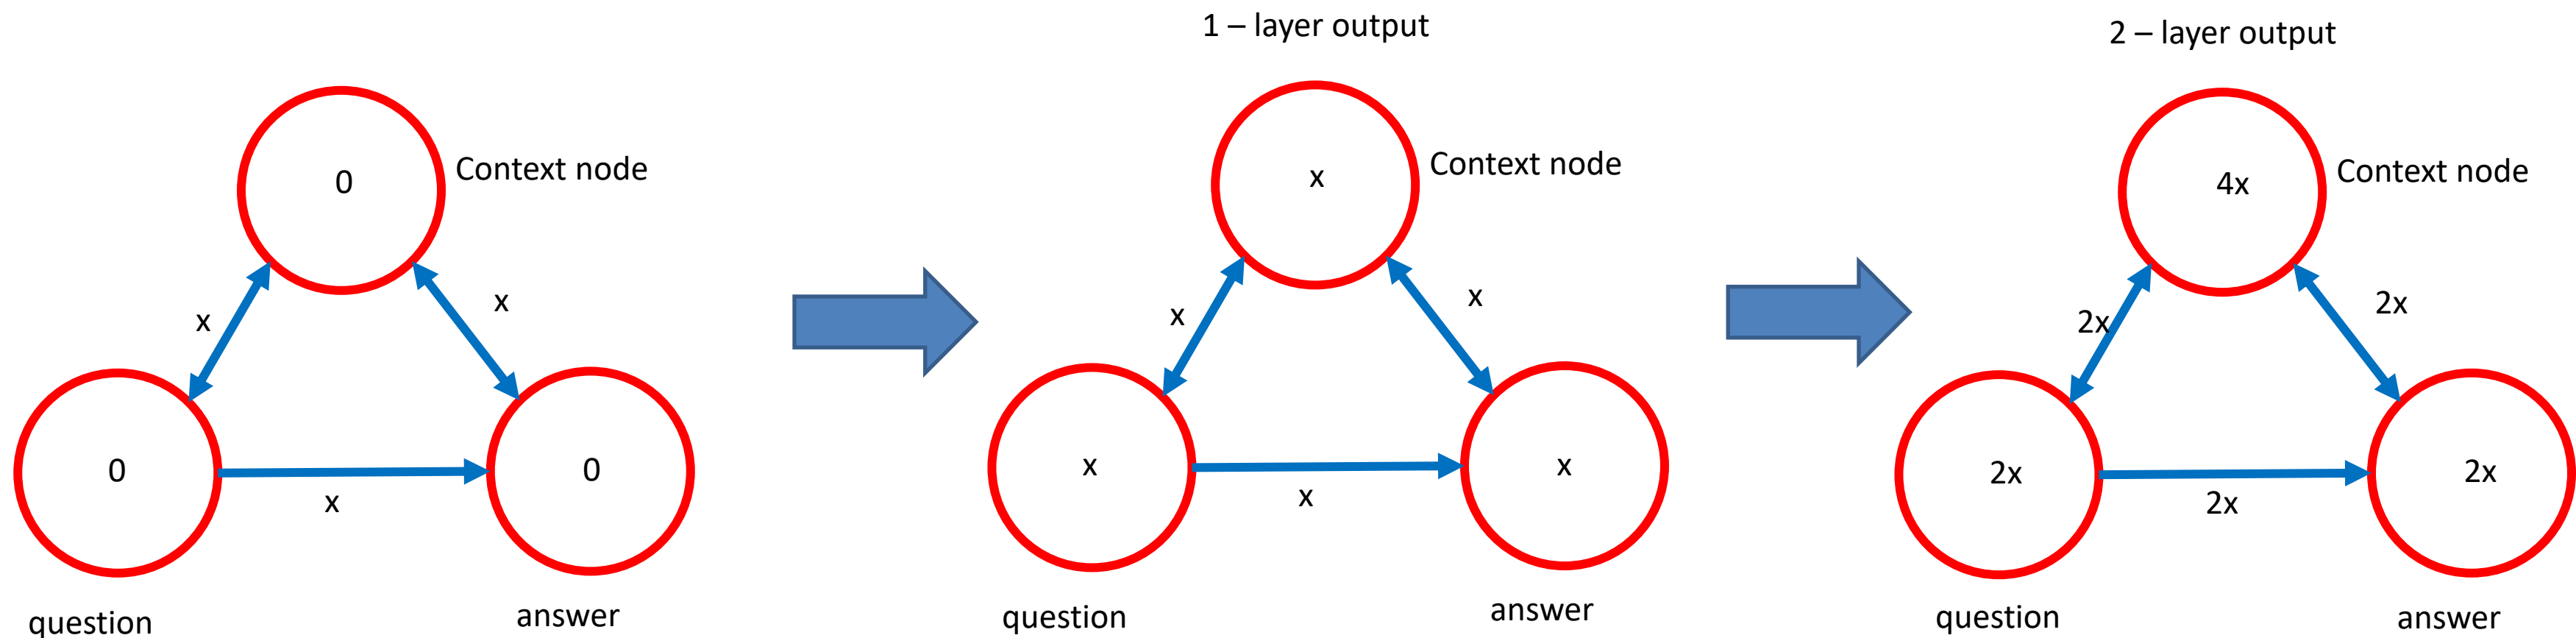 0
Context node
x
x
0
0
x
question
answer
1 – layer output
x
Context node
x
x
x
x
x
question
answer
2 – layer output
4x
Context node
2x
2x
2x
2x
2x
question
answer